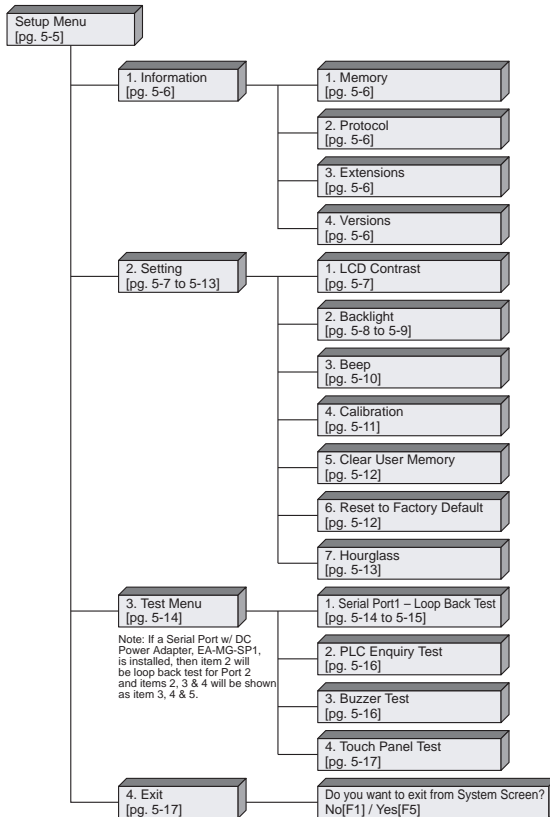 Setup Menu
[pg. 5-5]
1. Information
[pg. 5-6]
1. Memory
[pg. 5-6]
2. Protocol
[pg. 5-6]
3. Extensions
[pg. 5-6]
4. Versions
[pg. 5-6]
2. Setting
[pg. 5-7 to 5-13]
1. LCD Contrast
[pg. 5-7]
2. Backlight
[pg. 5-8 to 5-9]
3. Beep
[pg. 5-10]
4. Calibration
[pg. 5-11]
5. Clear User Memory
[pg. 5-12]
6. Reset to Factory Default
[pg. 5-12]
7. Hourglass
[pg. 5-13]
3. Test Menu
[pg. 5-14]
Note: If a Serial Port w/ DC
Power Adapter, EA-MG-SP1,
is installed, then item 2 will
be loop back test for Port 2
and items 2, 3 & 4 will be shown
as item 3, 4 & 5.
1. Serial Port1 – Loop Back Test
[pg. 5-14 to 5-15]
2. PLC Enquiry Test
[pg. 5-16]
3. Buzzer Test
[pg. 5-16]
4. Touch Panel Test
[pg. 5-17]
4. Exit
[pg. 5-17]
Do you want to exit from System Screen?
No[F1] / Yes[F5]